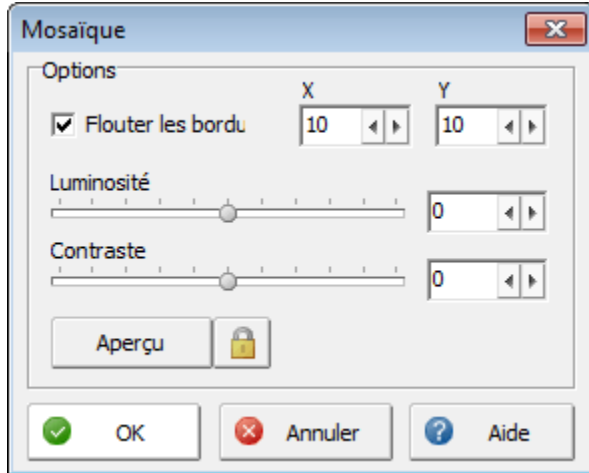 Mosaïque
Options
X Y
Flouter les bordu 10 10
Luminosité
0
Contraste
0
Aperçu
OK Annuler Aide